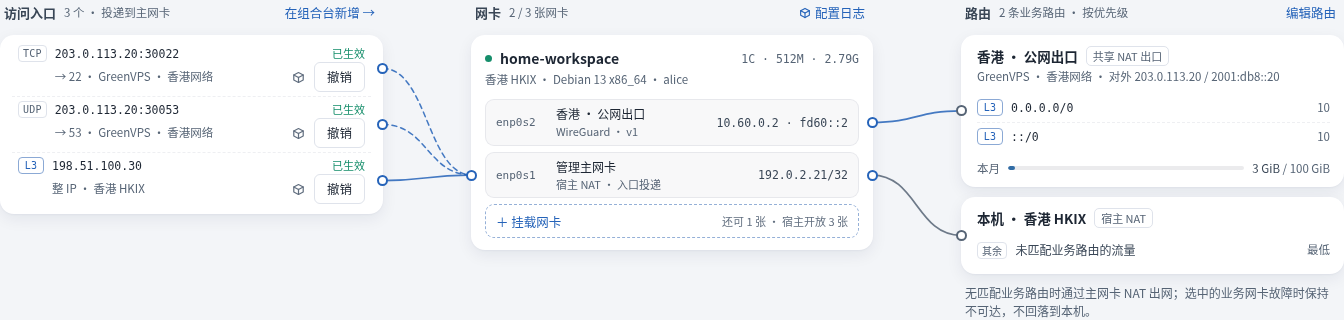 访问入口 3 个 · 投递到主网卡
在组合台新增 →
TCP 203.0.113.20:30022 已生效
→ 22 · GreenVPS · 香港网络 撤销
UDP 203.0.113.20:30053 已生效
→ 53 · GreenVPS · 香港网络 撤销
L3 198.51.100.30 已生效
整 IP · 香港 HKIX 撤销
网卡 2 / 3 张网卡
配置日志
home-workspace 1C · 512M · 2.79G
香港 HKIX · Debian 13 x86_64 · alice
enp0s2 香港 · 公网出口 10.60.0.2 · fd60::2
WireGuard · v1
enp0s1 管理主网卡 192.0.2.21/32
宿主 NAT · 入口投递
+ 挂载网卡 还可 1 张 · 宿主开放 3 张
路由 2 条业务路由 · 按优先级
编辑路由
香港 · 公网出口 共享 NAT 出口
GreenVPS · 香港网络 · 对外 203.0.113.20 / 2001:db8::20
L3 0.0.0.0/0 10
L3 ::/0 10
本月 3 GiB / 100 GiB
本机 · 香港 HKIX 宿主 NAT
其余 未匹配业务路由的流量 最低
无匹配业务路由时通过主网卡 NAT 出网；选中的业务网卡故障时保持
不可达，不回落到本机。